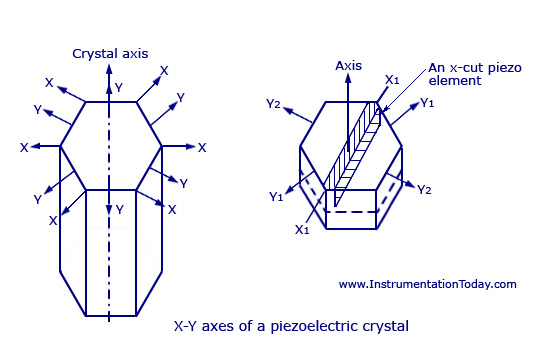 Crystal axis
X
X
Y
Y
Y
X
X
Y
Y
X
Y
X
Axis
An x-cut piezo
element
X1
Y2
Y1
Y1
Y2
X1
www.InstrumentationToday.com
X-Y axes of a piezoelectric crystal